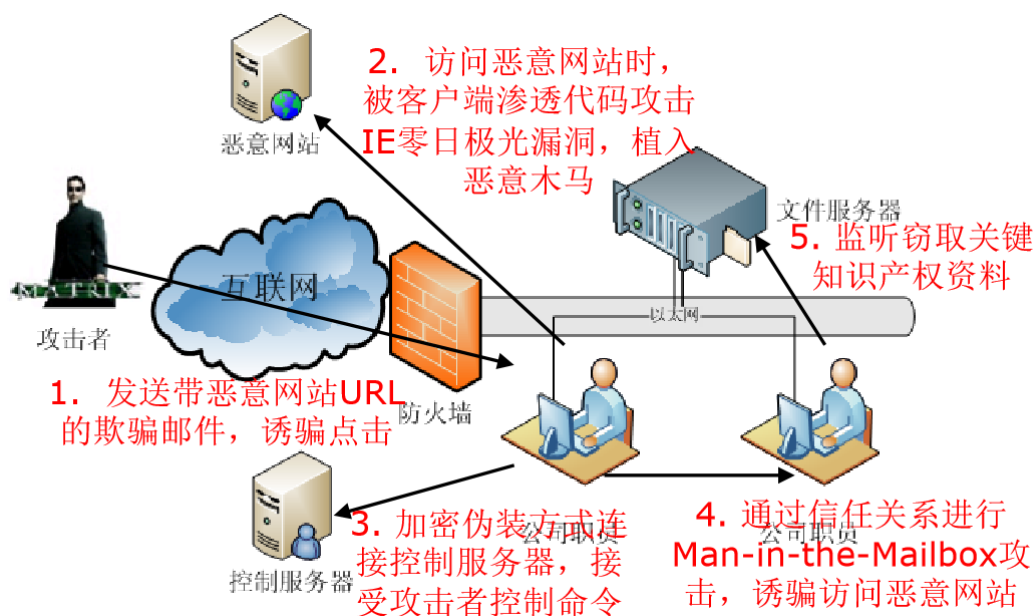 恶意网站
2. 访问恶意网站时，
被客户端渗透代码攻击
IE零日极光漏洞，植入
恶意木马
文件服务器
5. 监听窃取关键
知识产权资料
MATRIX
攻击者
互联网
以太网
1. 发送带恶意网站URL
的欺骗邮件，诱骗点击
防火墙
控制服务器
3. 加密伪装方式连
接控制服务器，接
受攻击者控制命令
公司职员
4. 通过信任关系进行
Man-in-the-Mailbox攻
击，诱骗访问恶意网站
公司职员